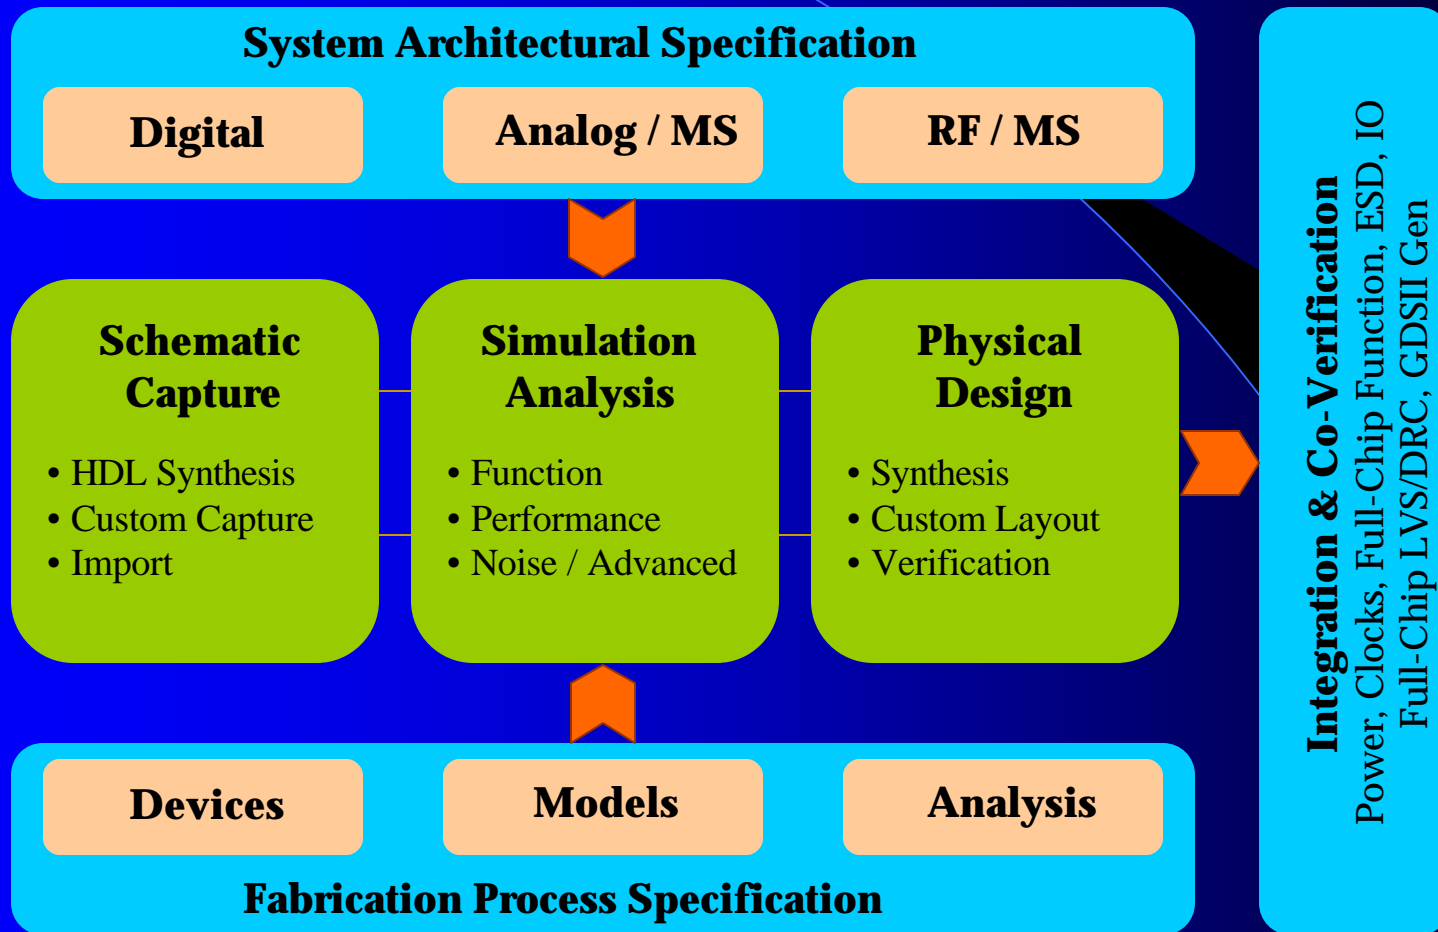 System Architectural Specification
Digital
Analog / MS
RF / MS
Schematic
Capture
• HDL Synthesis
• Custom Capture
• Import
Simulation
Analysis
• Function
• Performance
• Noise / Advanced
Physical
Design
• Synthesis
• Custom Layout
• Verification
Devices
Models
Analysis
Fabrication Process Specification
Integration & Co-Verification
Power, Clocks, Full-Chip Function, ESD, IO
Full-Chip LVS/DRC, GDSII Gen